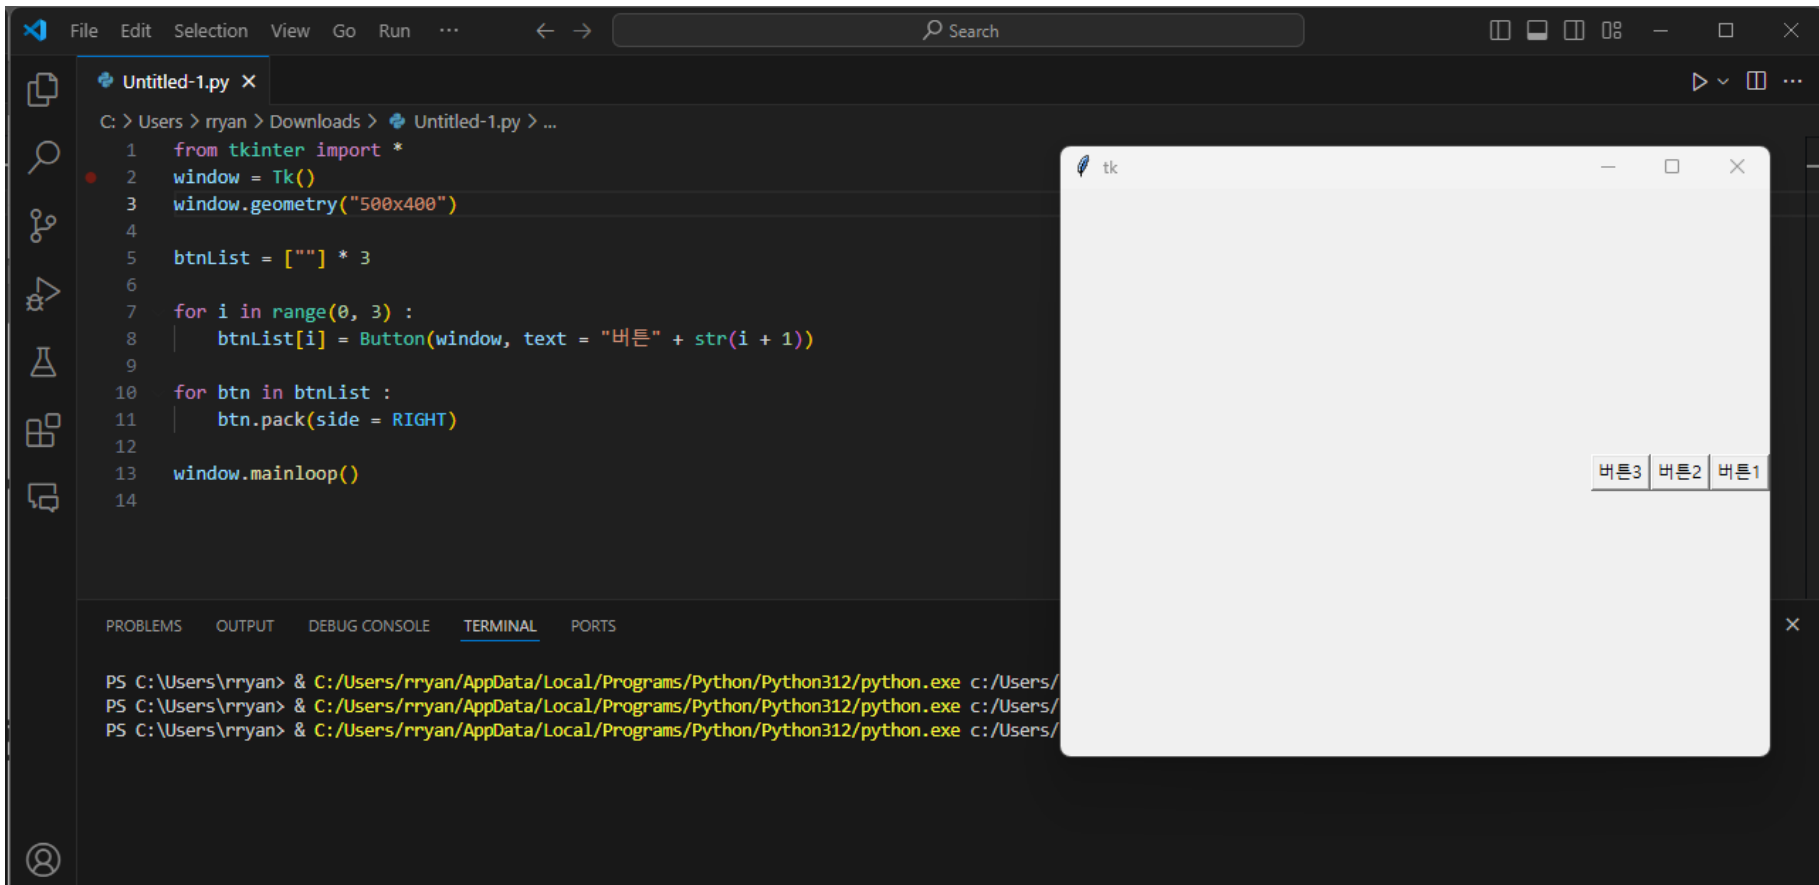 File Edit Selection View Go Run ... Search
Untitled-1.py
C: > Users > rryan > Downloads > Untitled-1.py > ...
1 from tkinter import *
2 window = Tk()
3 window.geometry("500x400")
4
5 btnList = [""] * 3
6
7 for i in range(0, 3) :
8 btnList[i] = Button(window, text = "버튼" + str(i + 1))
9
10 for btn in btnList :
11 btn.pack(side = RIGHT)
12
13 window.mainloop()
14
tk
버튼3 버튼2 버튼1
PROBLEMS OUTPUT DEBUG CONSOLE TERMINAL PORTS
PS C:\Users\rryan> & C:/Users/rryan/AppData/Local/Programs/Python/Python312/python.exe c:/Users/
PS C:\Users\rryan> & C:/Users/rryan/AppData/Local/Programs/Python/Python312/python.exe c:/Users/
PS C:\Users\rryan> & C:/Users/rryan/AppData/Local/Programs/Python/Python312/python.exe c:/Users/